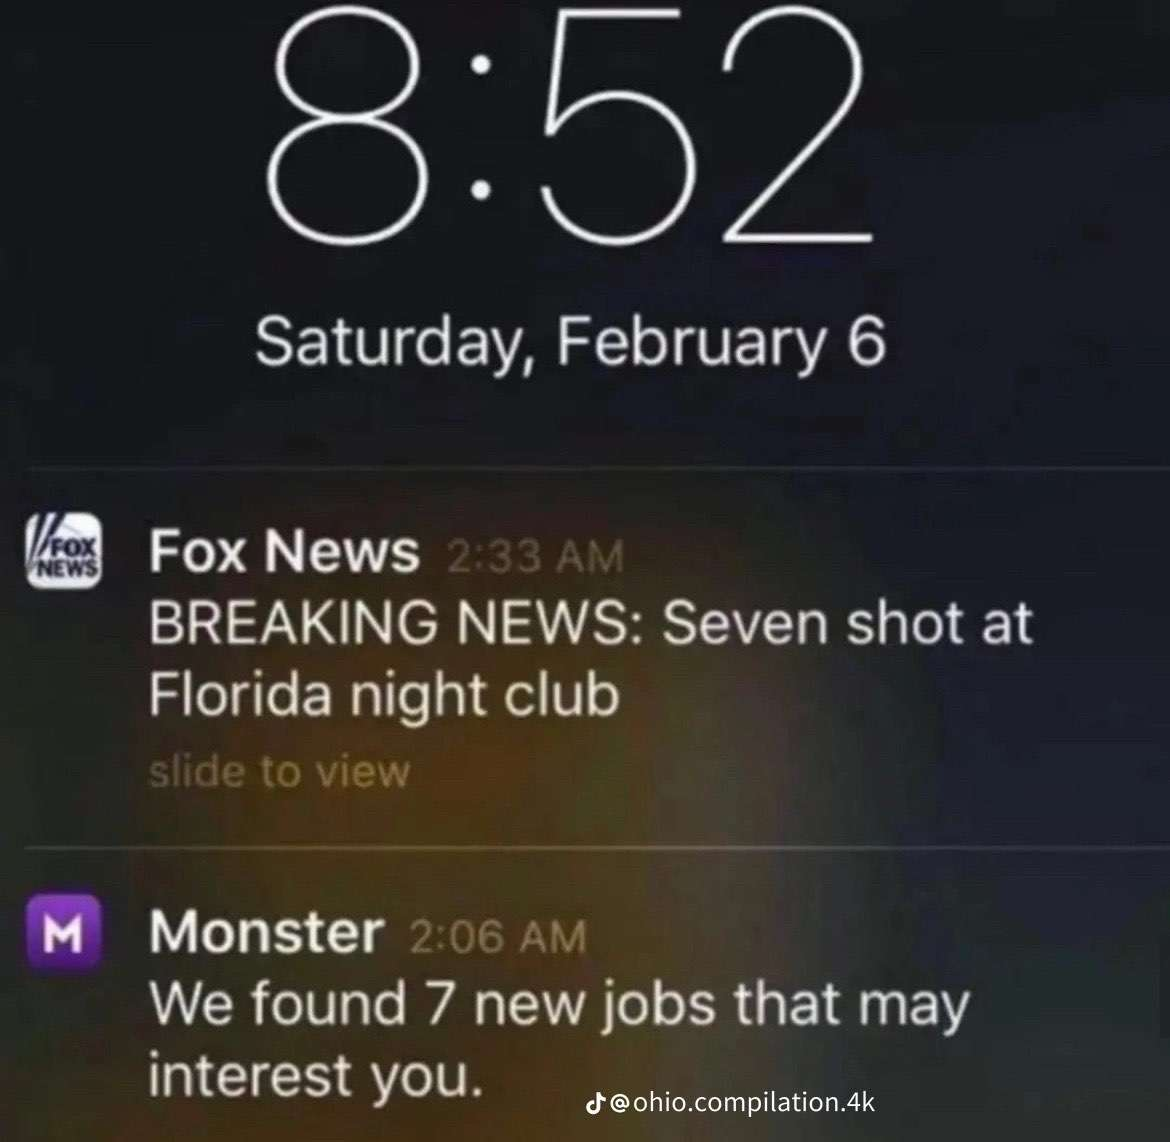 8:52
Saturday, February 6
FOX
NEWS
Fox News 2:33 AM
BREAKING NEWS: Seven shot at
Florida night club
slide to view
M
Monster 2:06 AM
We found 7 new jobs that may
interest you.
@ohio.compilation.4k